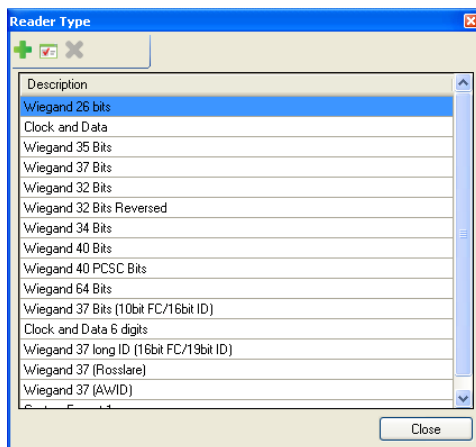 Reader Type
Description
Wiegand 26 bits
Clock and Data
Wiegand 35 Bits
Wiegand 37 Bits
Wiegand 32 Bits
Wiegand 32 Bits Reversed
Wiegand 34 Bits
Wiegand 40 Bits
Wiegand 40 PCSC Bits
Wiegand 64 Bits
Wiegand 37 Bits (10bit FC/16bit ID)
Clock and Data 6 digits
Wiegand 37 long ID (16bit FC/19bit ID)
Wiegand 37 (Rosslare)
Wiegand 37 (AWID)
Close